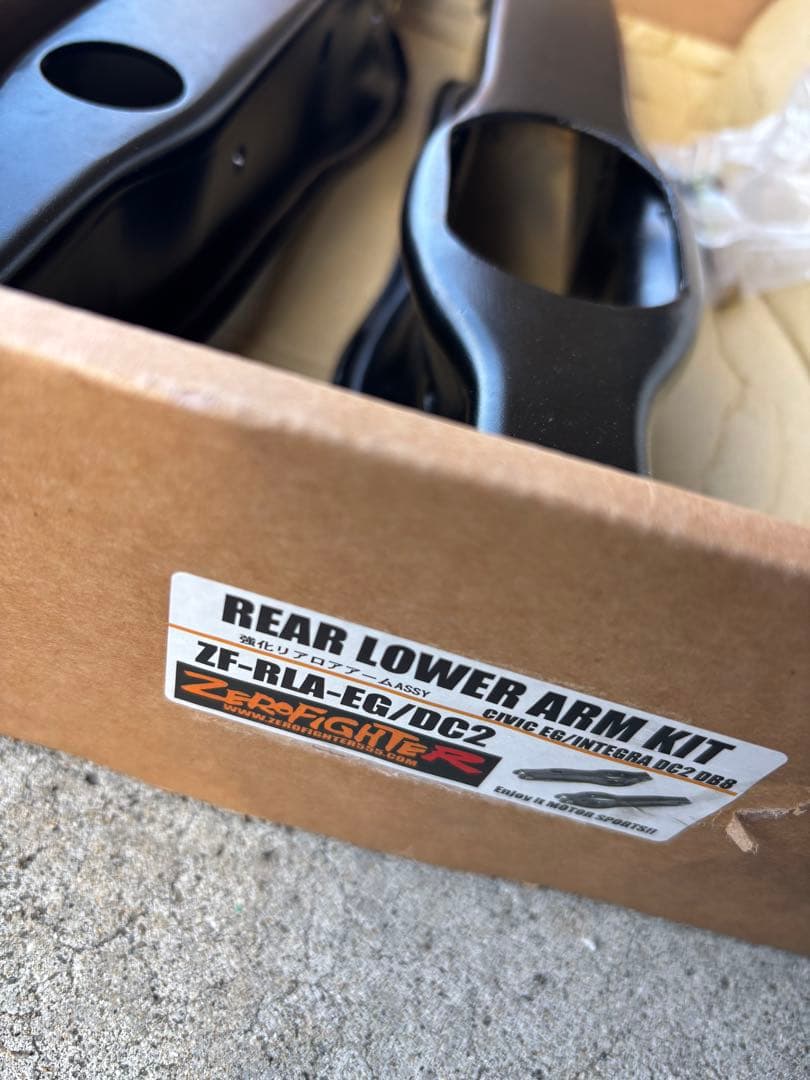 REAR LOWER ARM KIT
強化リアロアアームASSY
CIVIC EG/INTEGRA DC2 DB8
ZF-RLA-EG/DC2
ZEROFIGHTER
WWW.ZEROFIGHTER555.COM
Enjoy it MOTOR SPORTS!!